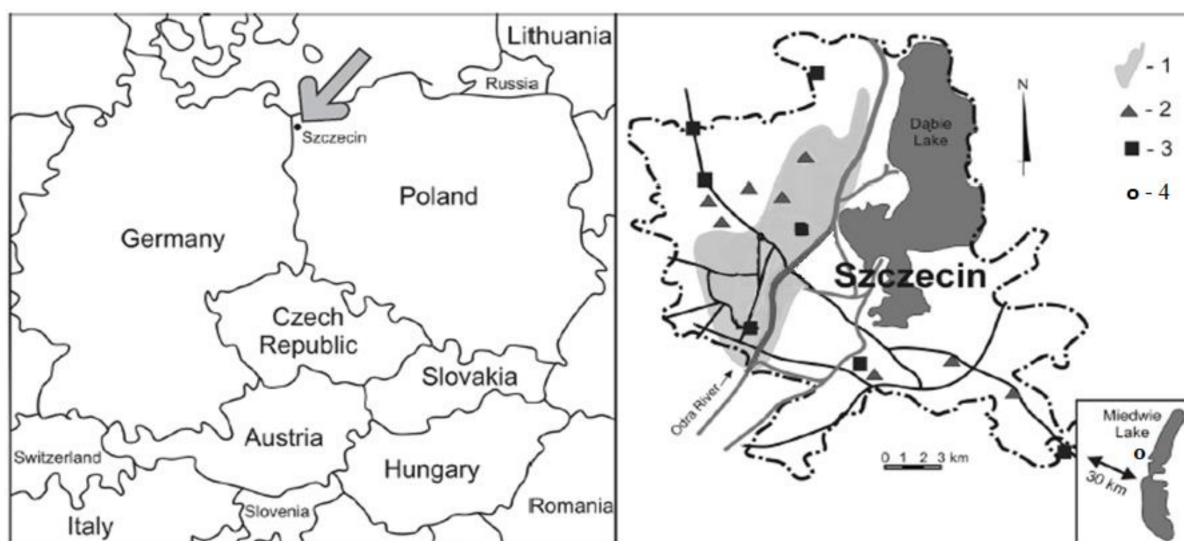 Lithuania
Russia
Szczecin
Poland
Germany
Czech
Republic
Slovakia
Austria
Switzerland
Hungary
Slovenia
Romania
Italy
1
2
3
o - 4
N
Dąbie
Lake
Szczecin
Odra River
0 1 2 3 km
Miedwie
Lake
o
30 km